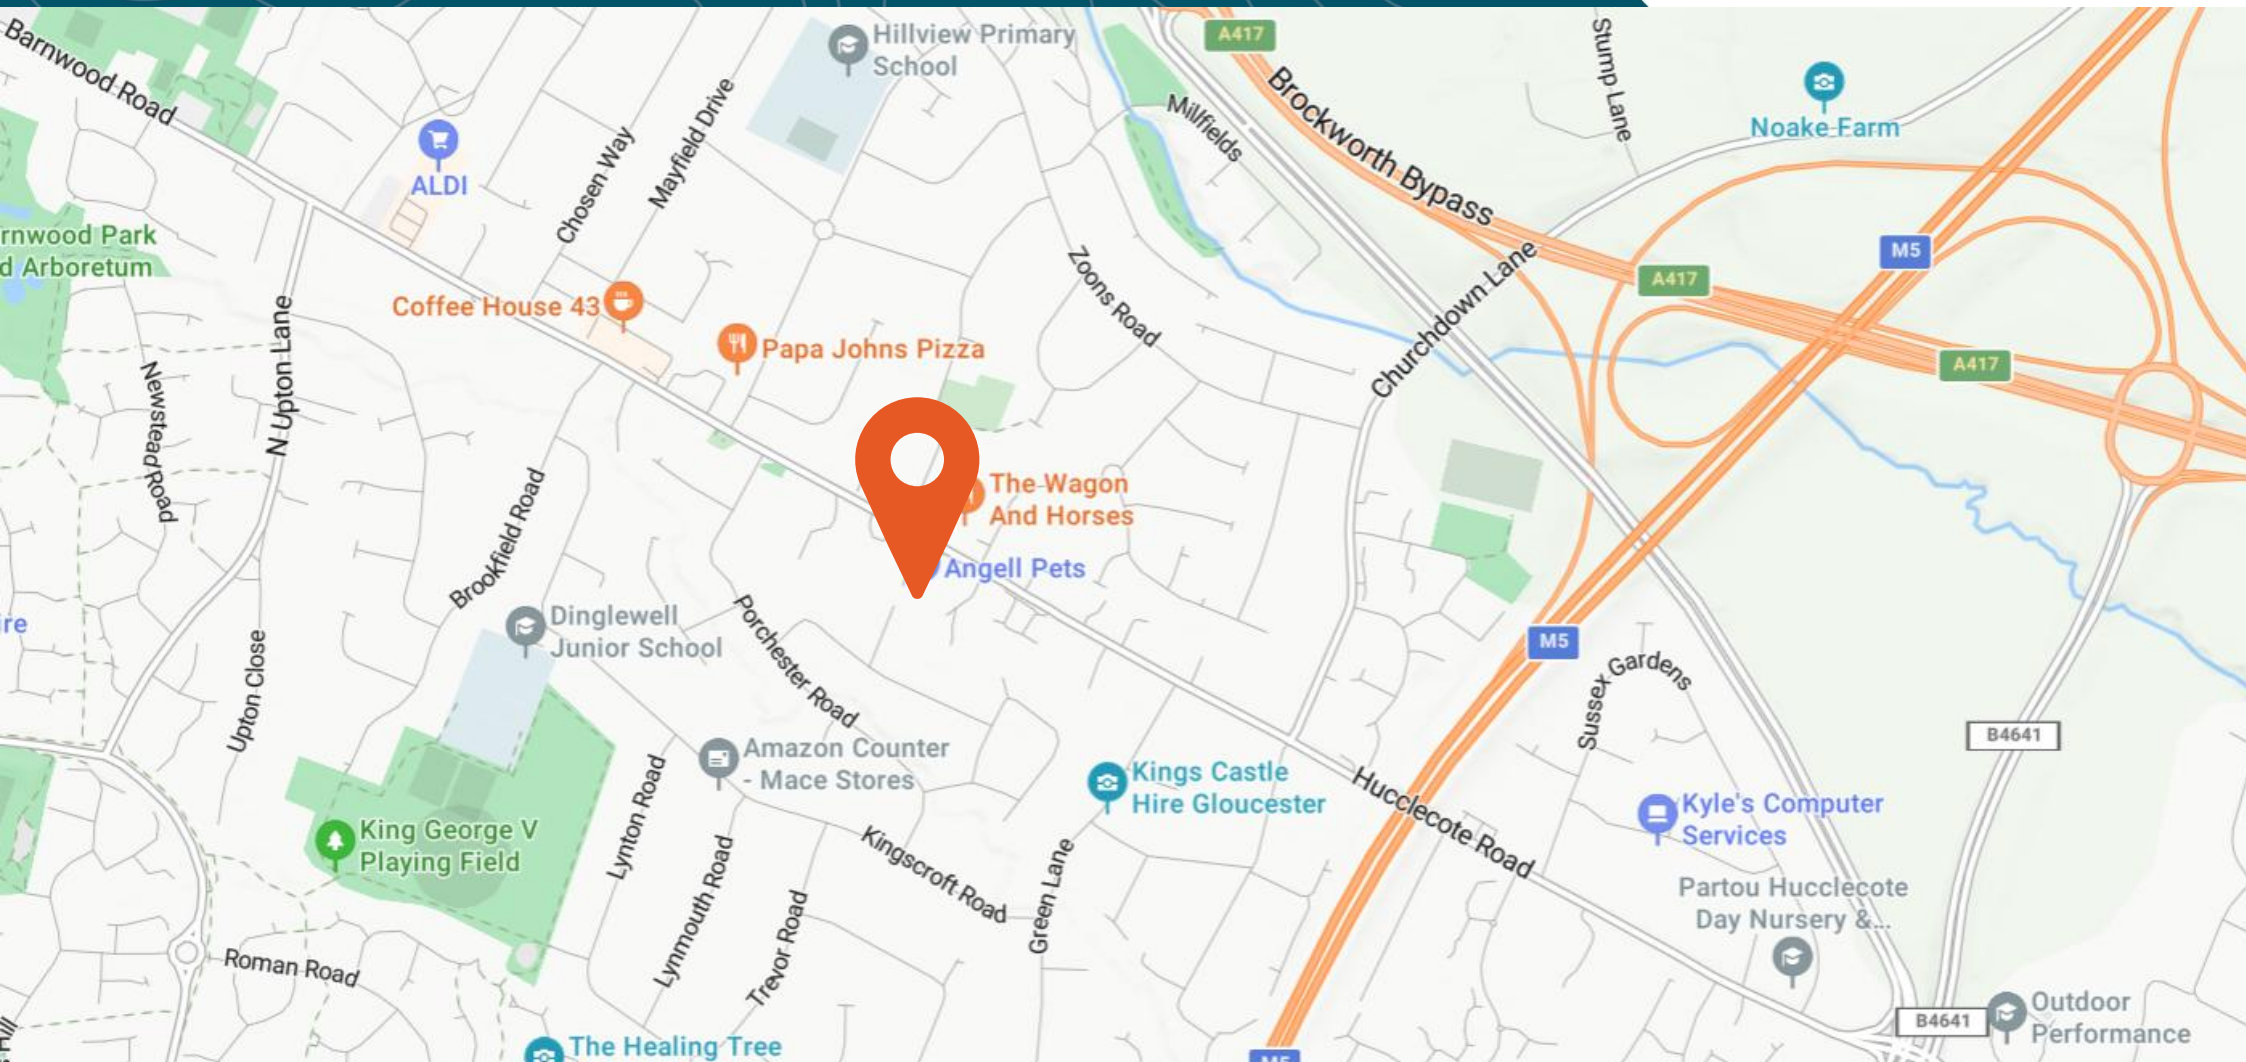 Barnwood Road
Hillview Primary
School
A417
Stump Lane
Brockworth Bypass
Millfields
Noake Farm
ALDI
Chosen Way
Mayfield Drive
rnwood Park
d Arboretum
M5
Zoons Road
Churchdown Lane
A417
Coffee House 43
N Upton Lane
Papa Johns Pizza
A417
Newstead Road
Brookfield Road
The Wagon
And Horses
Angell Pets
ire
Dinglewell
Junior School
Porchester Road
M5
Sussex Gardens
Upton Close
B4641
Amazon Counter
- Mace Stores
Kings Castle
Hire Gloucester
Hucclecote Road
Kyle's Computer
Services
King George V
Playing Field
Lynton Road
Lynmouth Road
Kingscroft Road
Green Lane
Trevor Road
Partou Hucclecote
Day Nursery &...
Roman Road
Outdoor
Performance
B4641
The Healing Tree
M5